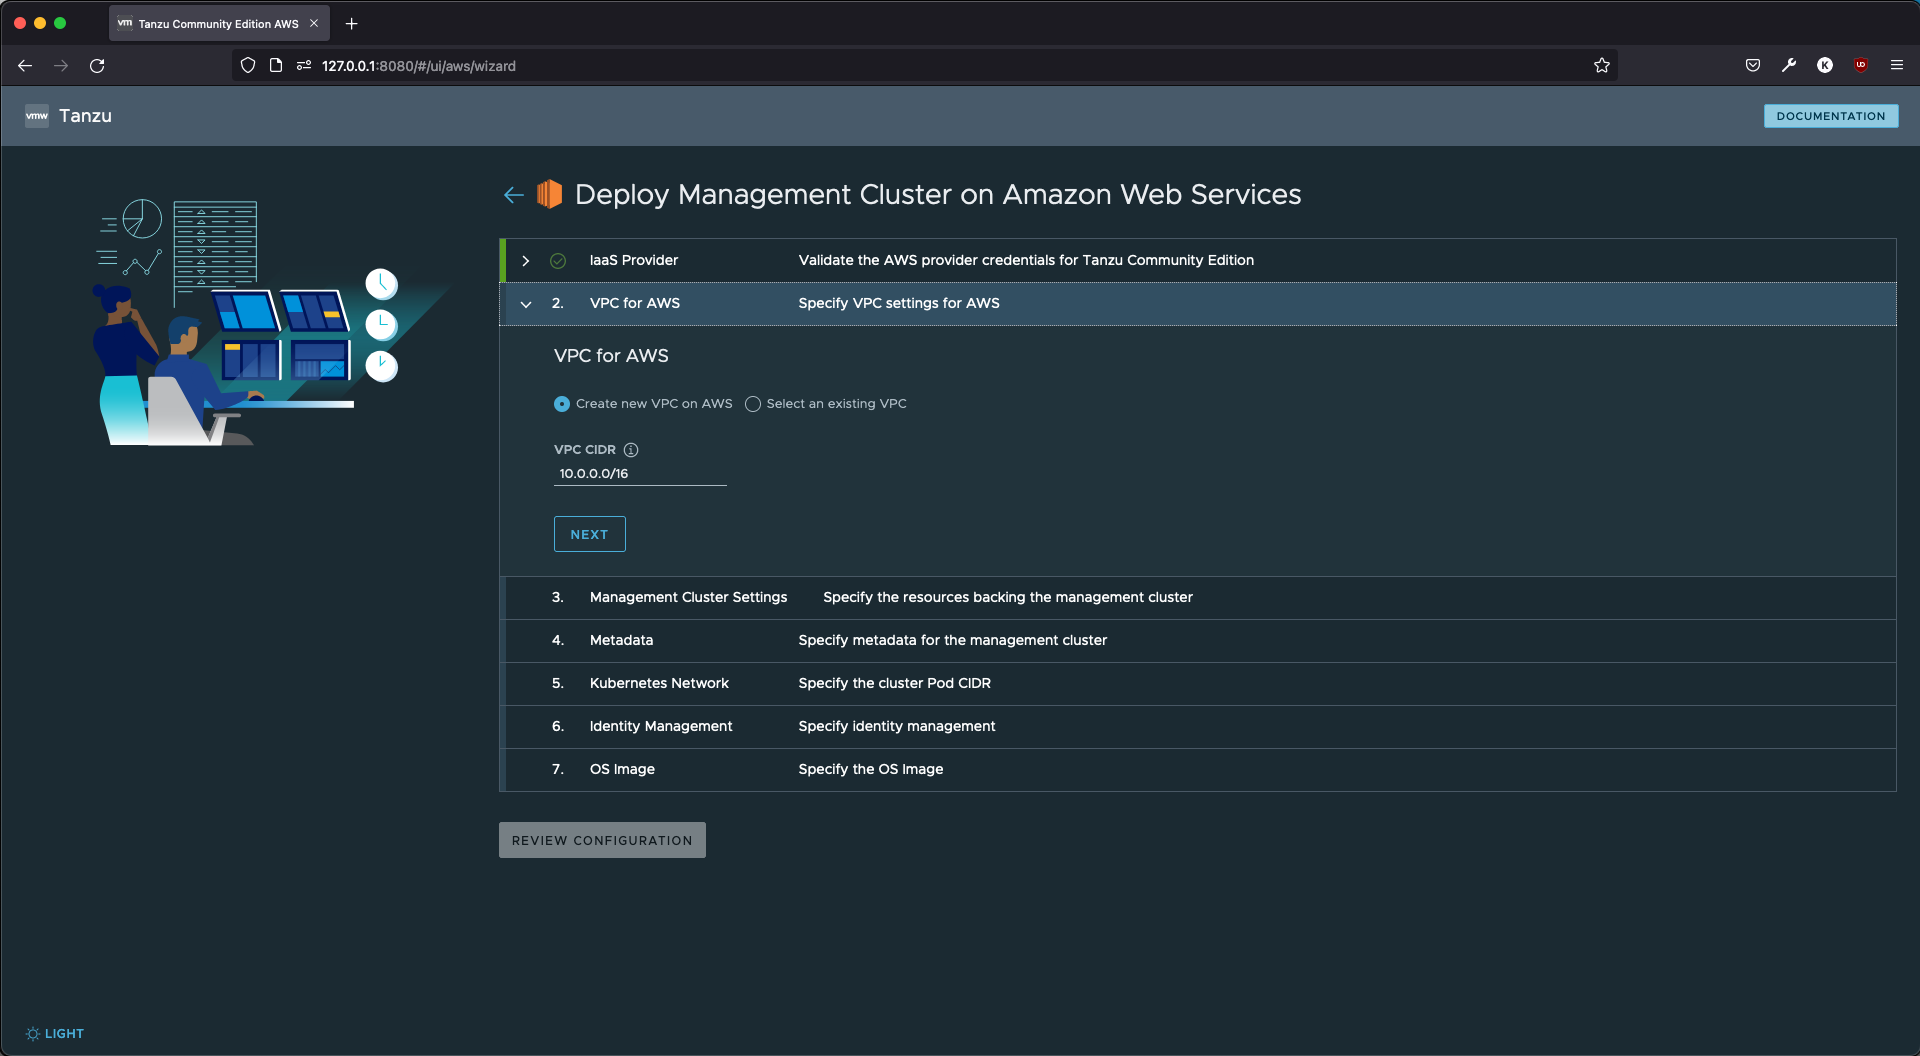 vm Tanzu Community Edition AWS
127.0.0.1:8080/#/ui/aws/wizard
K
vmw Tanzu
DOCUMENTATION
Deploy Management Cluster on Amazon Web Services
IaaS Provider Validate the AWS provider credentials for Tanzu Community Edition
2. VPC for AWS Specify VPC settings for AWS
VPC for AWS
Create new VPC on AWS Select an existing VPC
VPC CIDR
10.0.0.0/16
NEXT
3. Management Cluster Settings Specify the resources backing the management cluster
4. Metadata Specify metadata for the management cluster
5. Kubernetes Network Specify the cluster Pod CIDR
6. Identity Management Specify identity management
7. OS Image Specify the OS Image
REVIEW CONFIGURATION
LIGHT